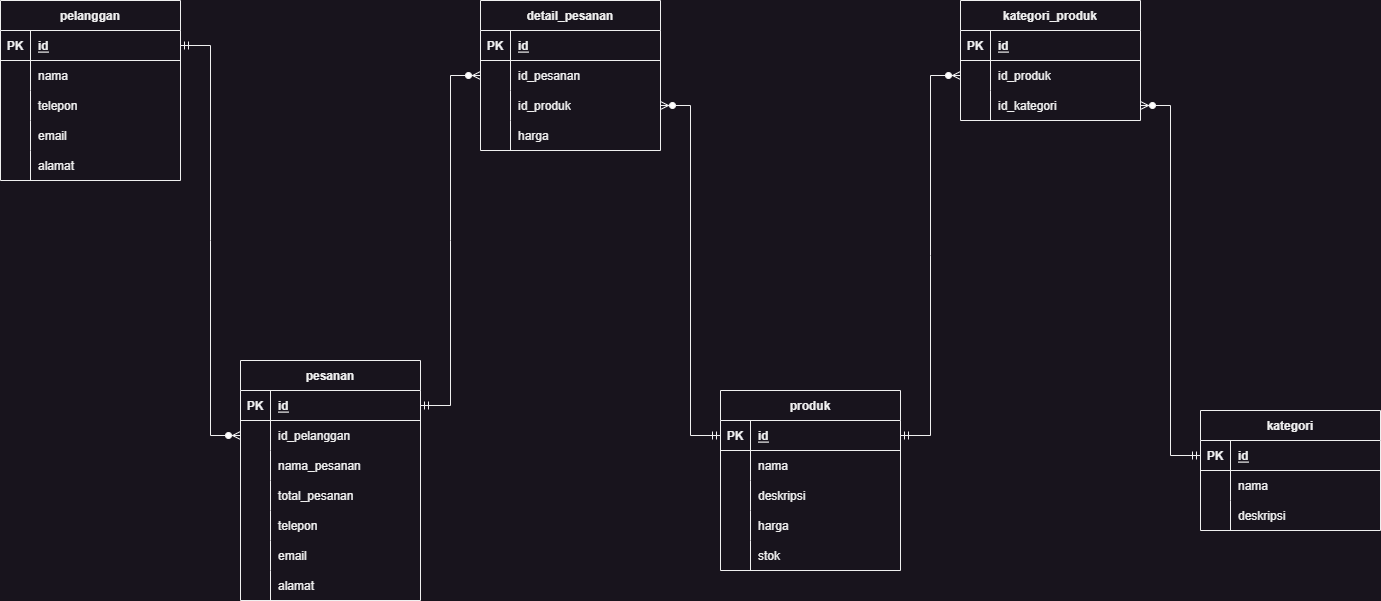 pelanggan
PK id
nama
telepon
email
alamat
detail_pesanan
PK id
id_pesanan
id_produk
harga
kategori_produk
PK id
id_produk
id_kategori
pesanan
PK id
id_pelanggan
nama_pesanan
total_pesanan
telepon
email
alamat
produk
PK id
nama
deskripsi
harga
stok
kategori
PK id
nama
deskripsi